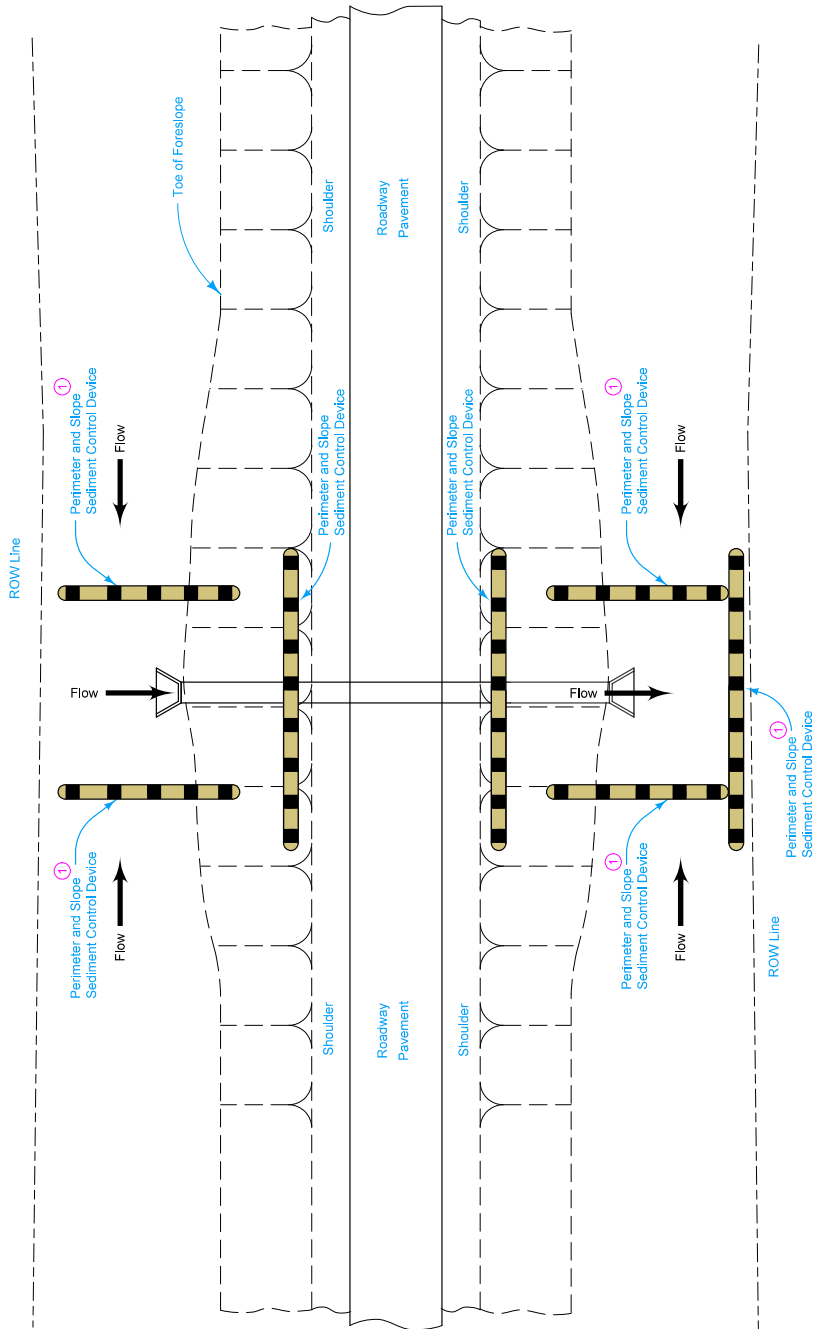 ROW Line
Toe of Foreslope
1
Perimeter and Slope
Sediment Control Device
Flow
Flow
1
Perimeter and Slope
Sediment Control Device
Flow
Shoulder
Perimeter and Slope
Sediment Control Device
Shoulder
Roadway
Pavement
Roadway
Pavement
Shoulder
Perimeter and Slope
Sediment Control Device
Shoulder
1
Perimeter and Slope
Sediment Control Device
Flow
Flow
1
Perimeter and Slope
Sediment Control Device
Flow
1
Perimeter and Slope
Sediment Control Device
ROW Line